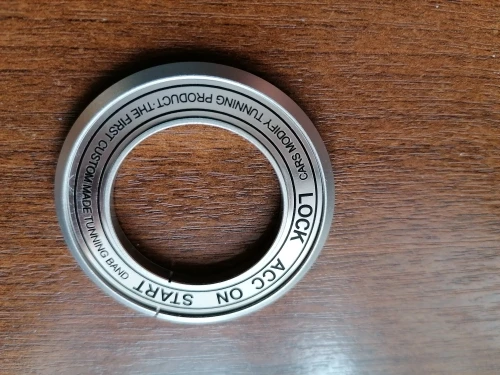 LOCK ACC ON START
CARS MODIFY TUNNING PRODUCT·THE FIRST CUSTOM MADE TUNNING BAND